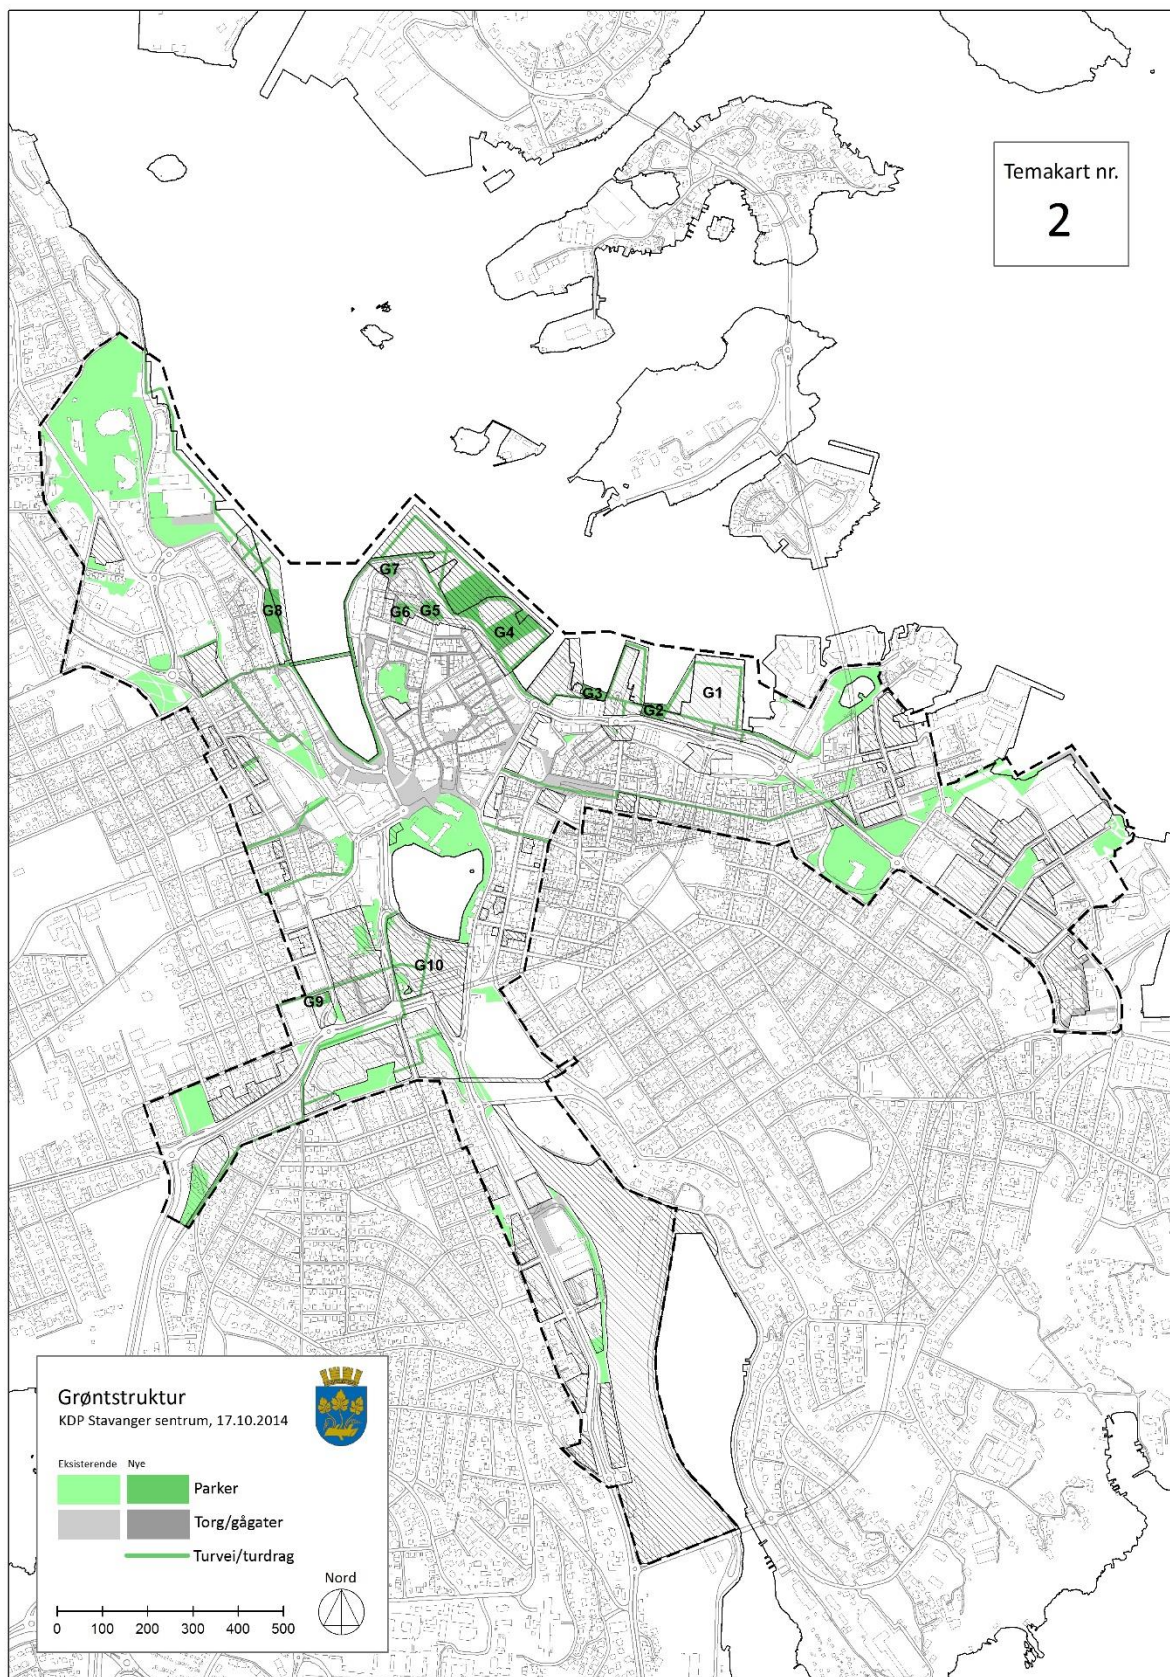 Temakart nr.
2
G7
G8
G6
G5
G4
G3
G2
G1
G10
G9
Grøntstruktur
KDP Stavanger sentrum, 17.10.2014
Eksisterende Nye
Parker
Torg/gågater
Turvei/turdrag
Nord
0 100 200 300 400 500